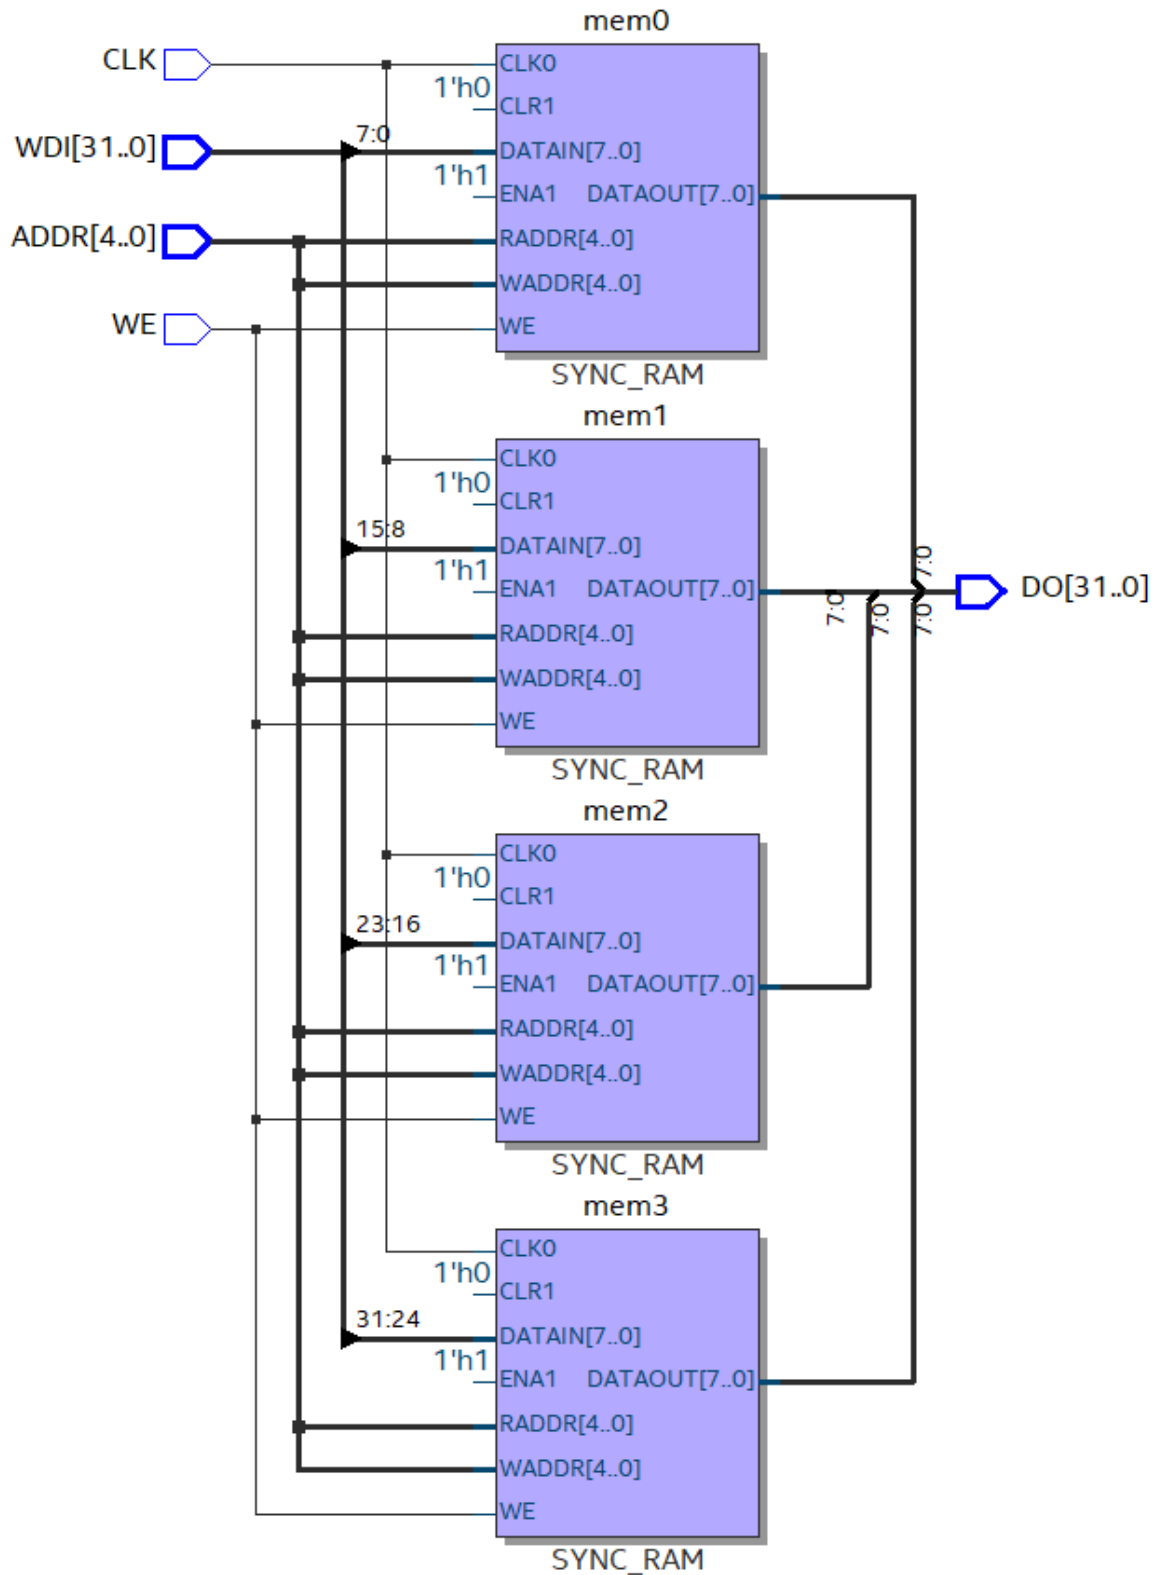 mem0
CLK
CLK0
1'h0
CLR1
WDI[31..0]
7:0
DATAIN[7..0]
1'h1
ENA1 DATAOUT[7..0]
ADDR[4..0]
RADDR[4..0]
WADDR[4..0]
WE
WE
SYNC_RAM
mem1
CLK0
1'h0
CLR1
15:8
DATAIN[7..0]
1'h1
ENA1 DATAOUT[7..0]
RADDR[4..0]
WADDR[4..0]
WE
SYNC_RAM
7:0
7:0
7:0
7:0
DO[31..0]
mem2
CLK0
1'h0
CLR1
23:16
DATAIN[7..0]
1'h1
ENA1 DATAOUT[7..0]
RADDR[4..0]
WADDR[4..0]
WE
SYNC_RAM
mem3
CLK0
1'h0
CLR1
31:24
DATAIN[7..0]
1'h1
ENA1 DATAOUT[7..0]
RADDR[4..0]
WADDR[4..0]
WE
SYNC_RAM